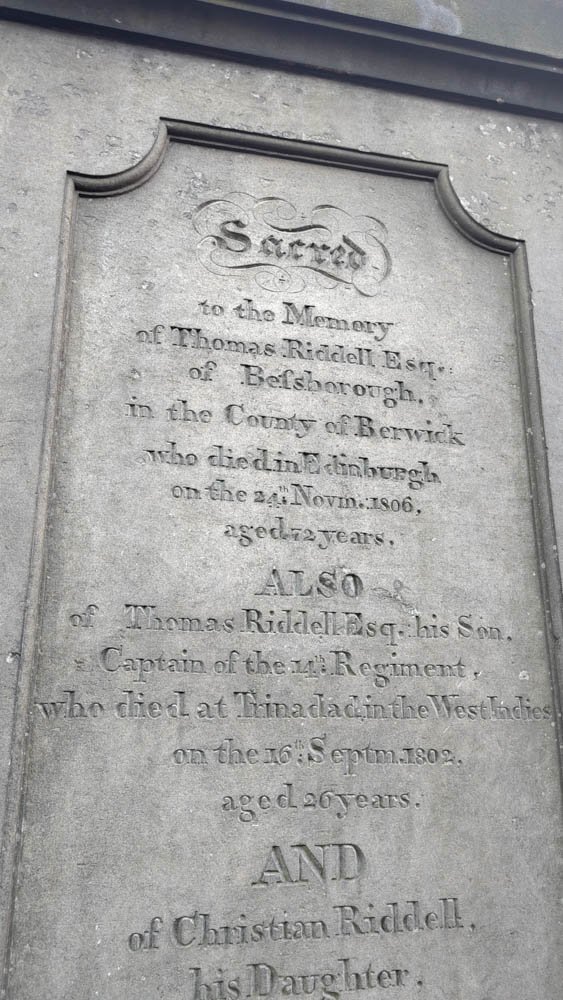 Sacred
to the Memory
of Thomas Riddell Esq.
of Beſsborough,
in the County of Berwick
who died in Edinburgh
on the 24th Novm. 1806,
aged 72 years.
ALSO
of Thomas Riddell Esq. his Son,
Captain of the 14th Regiment,
who died at Trinadad, in the West Indies
on the 16th Septm. 1802.
aged 26 years.
AND
of Christian Riddell,
his Daughter,